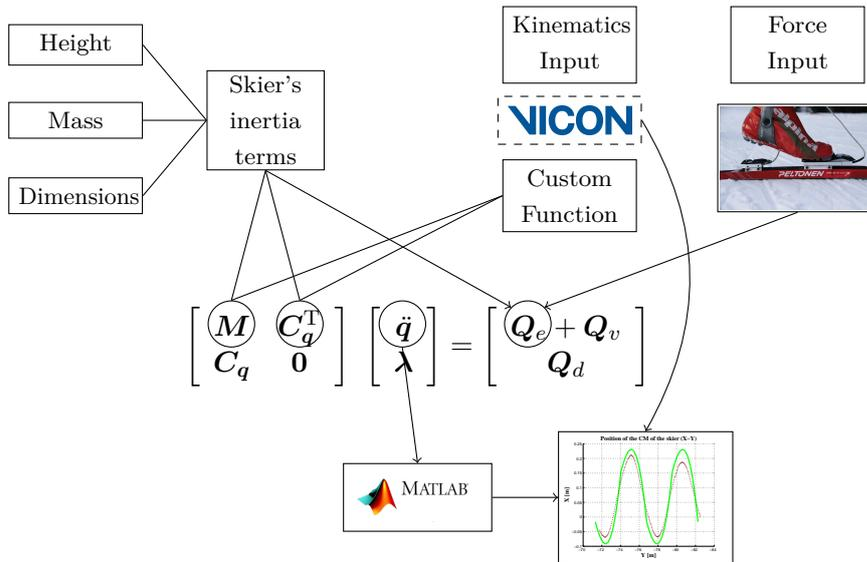 Height
Mass
Dimensions
Skier's
inertia
terms
Kinematics
Input
VICON
Custom
Function
Force
Input
PELTONEN
M C_q^T
C_q 0
q̈
λ
=
Q_e + Q_v
Q_d
MATLAB
Position of the CM of the skier (X-Y)
X [m]
Y [m]